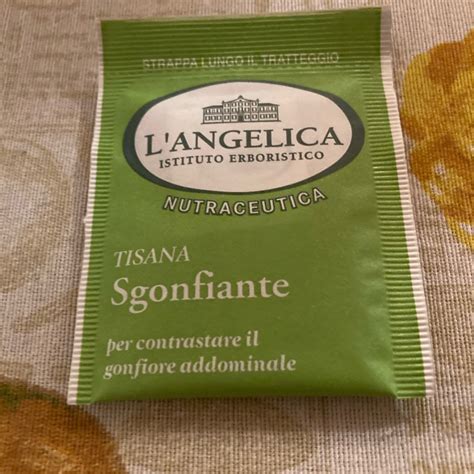 STRAPPA LUNGO IL TRATTEGGIO
L'ANGELICA
ISTITUTO ERBORISTICO
NUTRACEUTICA
TISANA
Sgonfiante
per contrastare il
gonfiore addominale